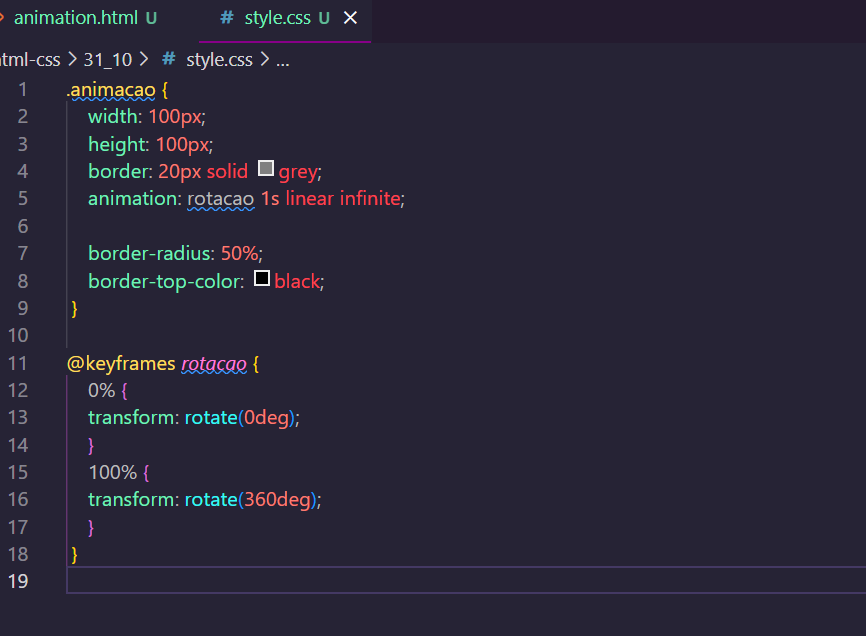 animation.html U # style.css U ✕
tml-css > 31_10 > # style.css > ...
1 .animacao {
2 width: 100px;
3 height: 100px;
4 border: 20px solid grey;
5 animation: rotacao 1s linear infinite;
6
7 border-radius: 50%;
8 border-top-color: black;
9 }
10
11 @keyframes rotacao {
12 0% {
13 transform: rotate(0deg);
14 }
15 100% {
16 transform: rotate(360deg);
17 }
18 }
19